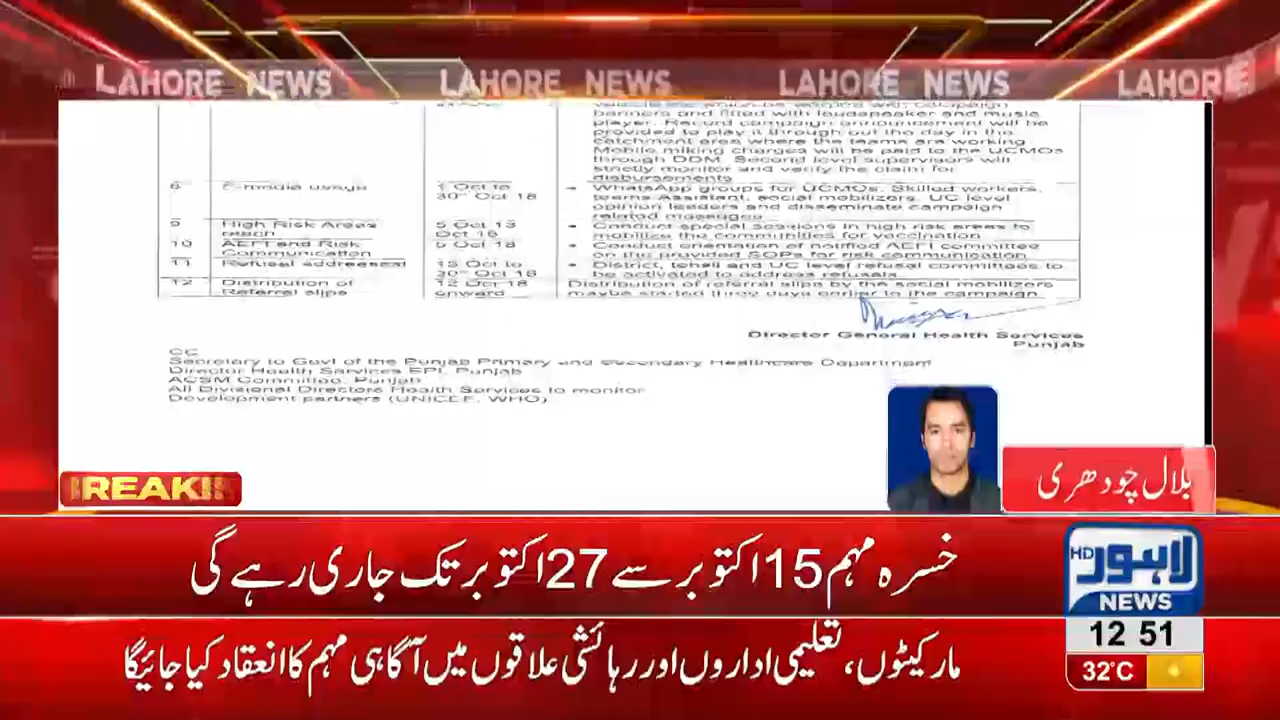 LAHORE NEWS LAHORE NEWS LAHORE NEWS LAHORE
banners and fitted with loudspeaker and music
player. Record campaign announcement will be
provided to play it through out the day in the
catchment area where the teams are working
Mobile miking charges will be paid to the UCMOs
through DDM. Second level supervisors will
strictly monitor and verify the claim for
disbursements
E-media usage 1 Oct to 30th Oct 18 • WhatsApp groups for UCMOs. Skilled workers,
teams Assistant, social mobilizers, UC level
opinion leaders and disseminate campaign
related messages
9 High Risk Areas reach 5 Oct Oct 18 • Conduct special sessions in high risk areas to
mobilize the communities for vaccination
10 AEFI and Risk Communication 5 Oct 18 • Conduct orientation of notified AEFI committee
on the provided SOPs for risk communication
11 Refusal addressed 15 Oct to 30th Oct 18 • District, tehsil and UC level refusal committees to
be activated to address refusals
12 Distribution of Referral slips 12 Oct 18 onward Distribution of referral slips by the social mobilizers
maybe started three days earlier to the campaign
Director General Health Services
Punjab
CC
Secretary to Govt of the Punjab Primary and Secondary Healthcare Department
Director Health Services EPI, Punjab
ACSM Committee, Punjab
All Divisional Directors Health Services to monitor
Development partners (UNICEF, WHO)
بلال چودھری
REAKI
خسرہ مہم 15 اکتوبر سے 27 اکتوبر تک جاری رہے گی
مارکیٹوں، تعلیمی اداروں اور رہائشی علاقوں میں آگاہی مہم کا انعقاد کیا جائیگا
لاہور HD
NEWS
12 51
32°C